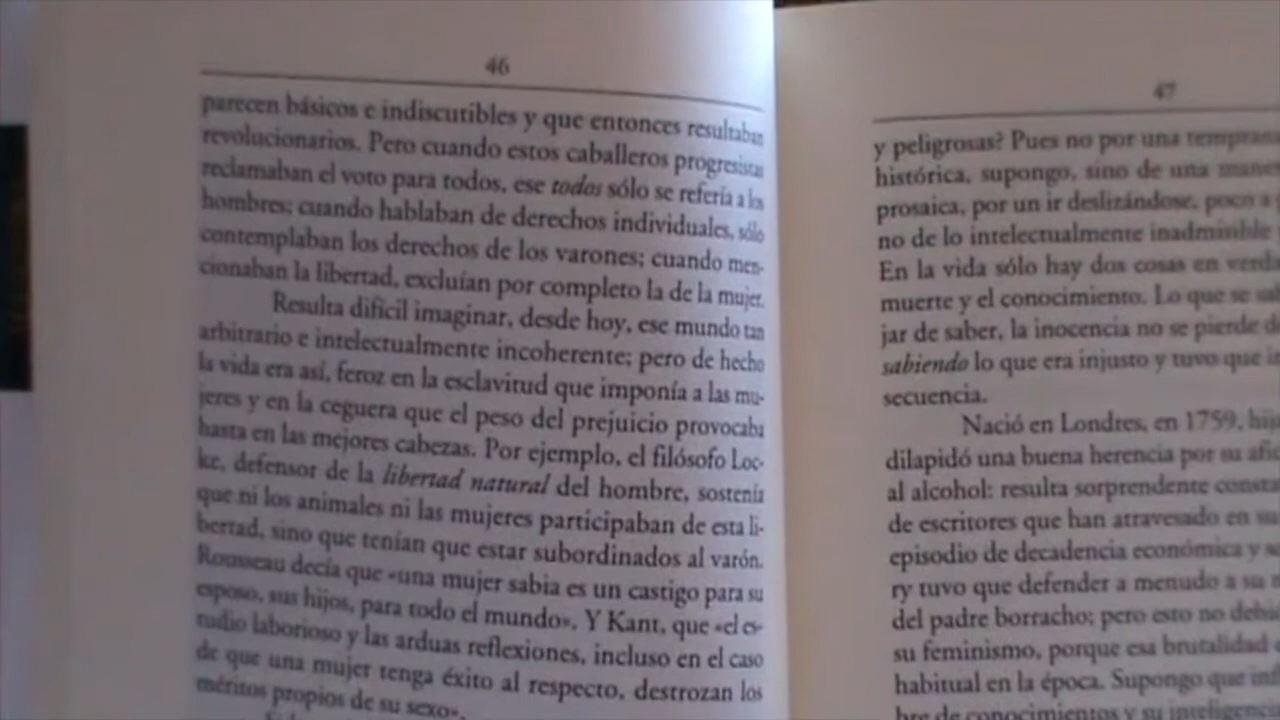 46
parecen básicos e indiscutibles y que entonces resultaban
revolucionarios. Pero cuando estos caballeros progresistas
reclamaban el voto para todos, ese todos sólo se refería a los
hombres; cuando hablaban de derechos individuales, sólo
contemplaban los derechos de los varones; cuando men-
cionaban la libertad, excluían por completo la de la mujer.
Resulta difícil imaginar, desde hoy, ese mundo tan
arbitrario e intelectualmente incoherente; pero de hecho
la vida era así, feroz en la esclavitud que imponía a las mu-
jeres y en la ceguera que el peso del prejuicio provocaba
hasta en las mejores cabezas. Por ejemplo, el filósofo Loc-
ke, defensor de la libertad natural del hombre, sostenía
que ni los animales ni las mujeres participaban de esta li-
bertad, sino que tenían que estar subordinados al varón.
Rousseau decía que «una mujer sabia es un castigo para su
esposo, sus hijos, para todo el mundo». Y Kant, que «el es-
tudio laborioso y las arduas reflexiones, incluso en el caso
de que una mujer tenga éxito al respecto, destrozan los
méritos propios de su sexo».
47
y peligrosas? Pues no por una temprana
histórica, supongo, sino de una mane
prosaica, por un ir deslizándose, poco a
no de lo intelectualmente inadmisible
En la vida sólo hay dos cosas en verda
muerte y el conocimiento. Lo que se
jar de saber, la inocencia no se pierde
sabiendo lo que era injusto y tuvo que
secuencia.
Nació en Londres, en 1759, hij
dilapidó una buena herencia por su afi
al alcohol: resulta sorprendente consta
de escritores que han atravesado en su
episodio de decadencia económica y
ry tuvo que defender a menudo a su
del padre borracho; pero esto no
su feminismo, porque esa brutalidad
habitual en la época. Supongo que
bre de conocimientos y su inteligenci